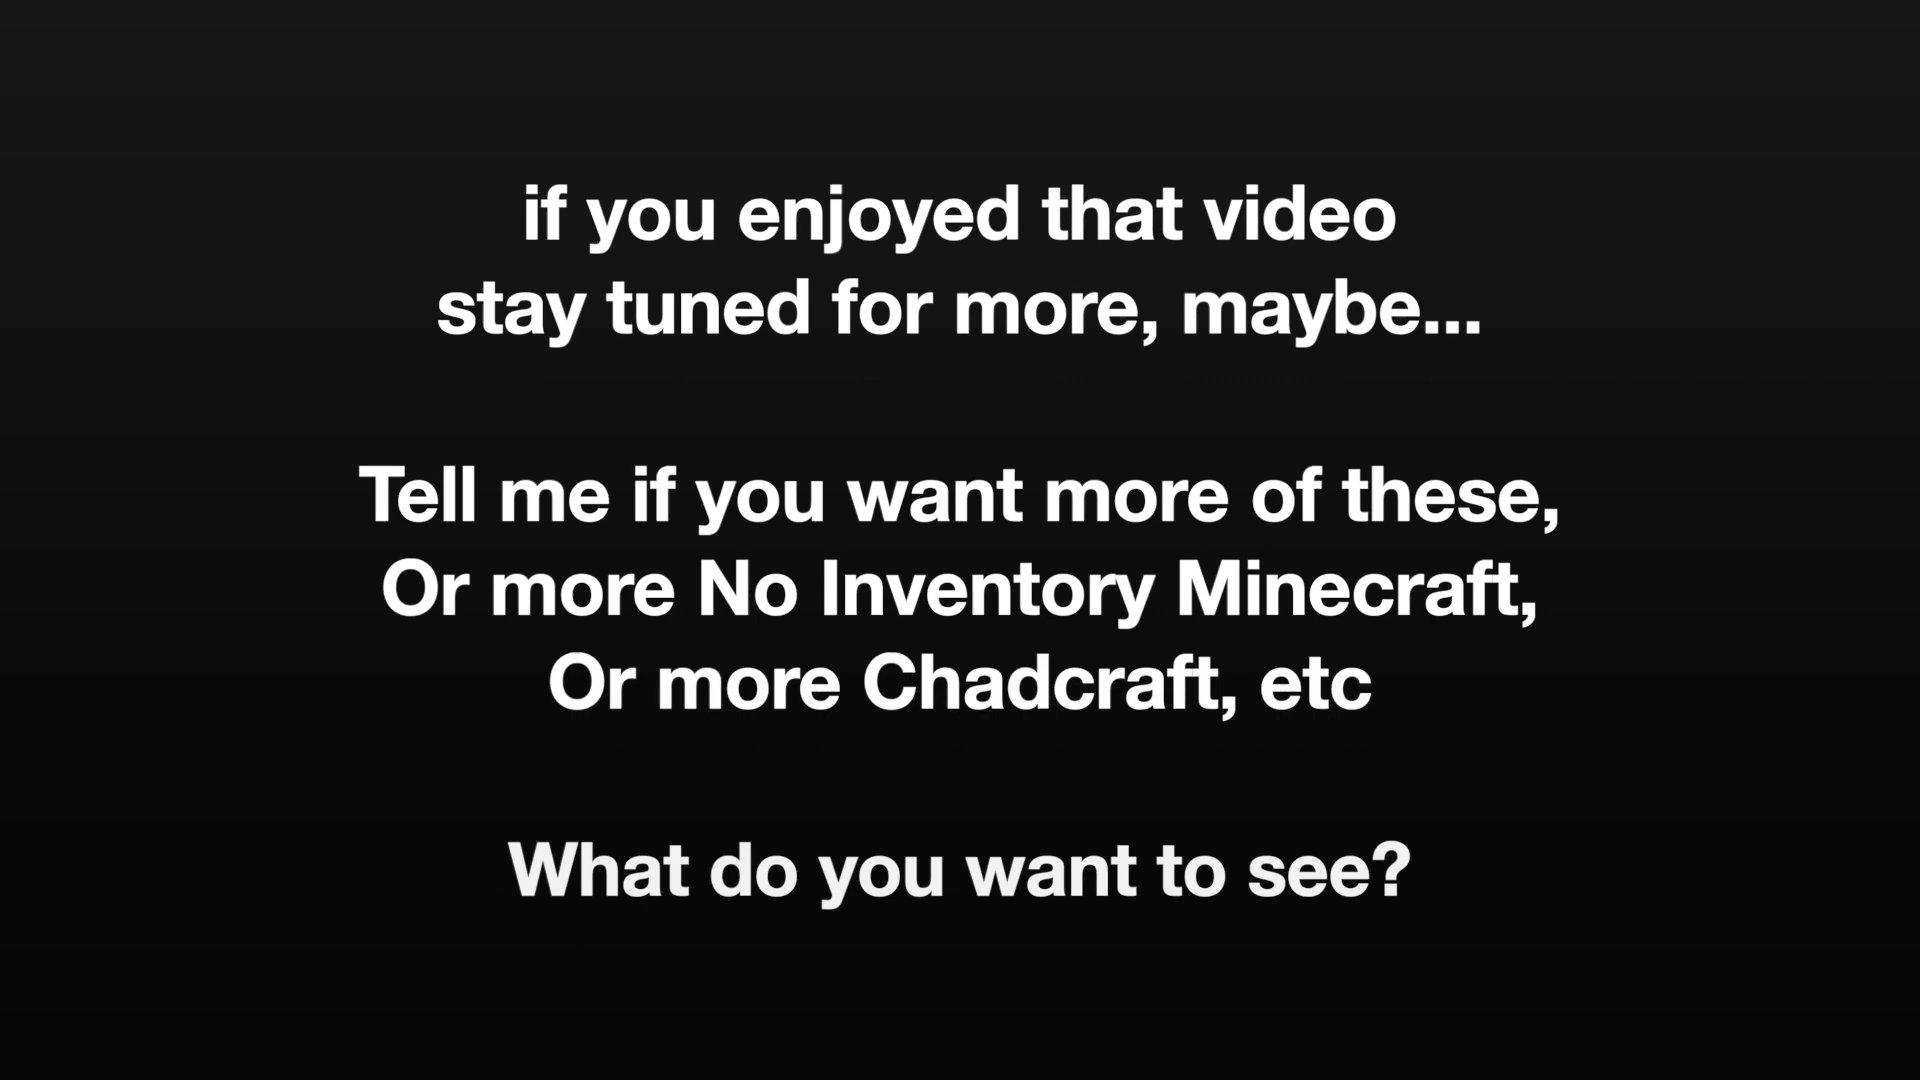 if you enjoyed that video
stay tuned for more, maybe...
Tell me if you want more of these,
Or more No Inventory Minecraft,
Or more Chadcraft, etc
What do you want to see?